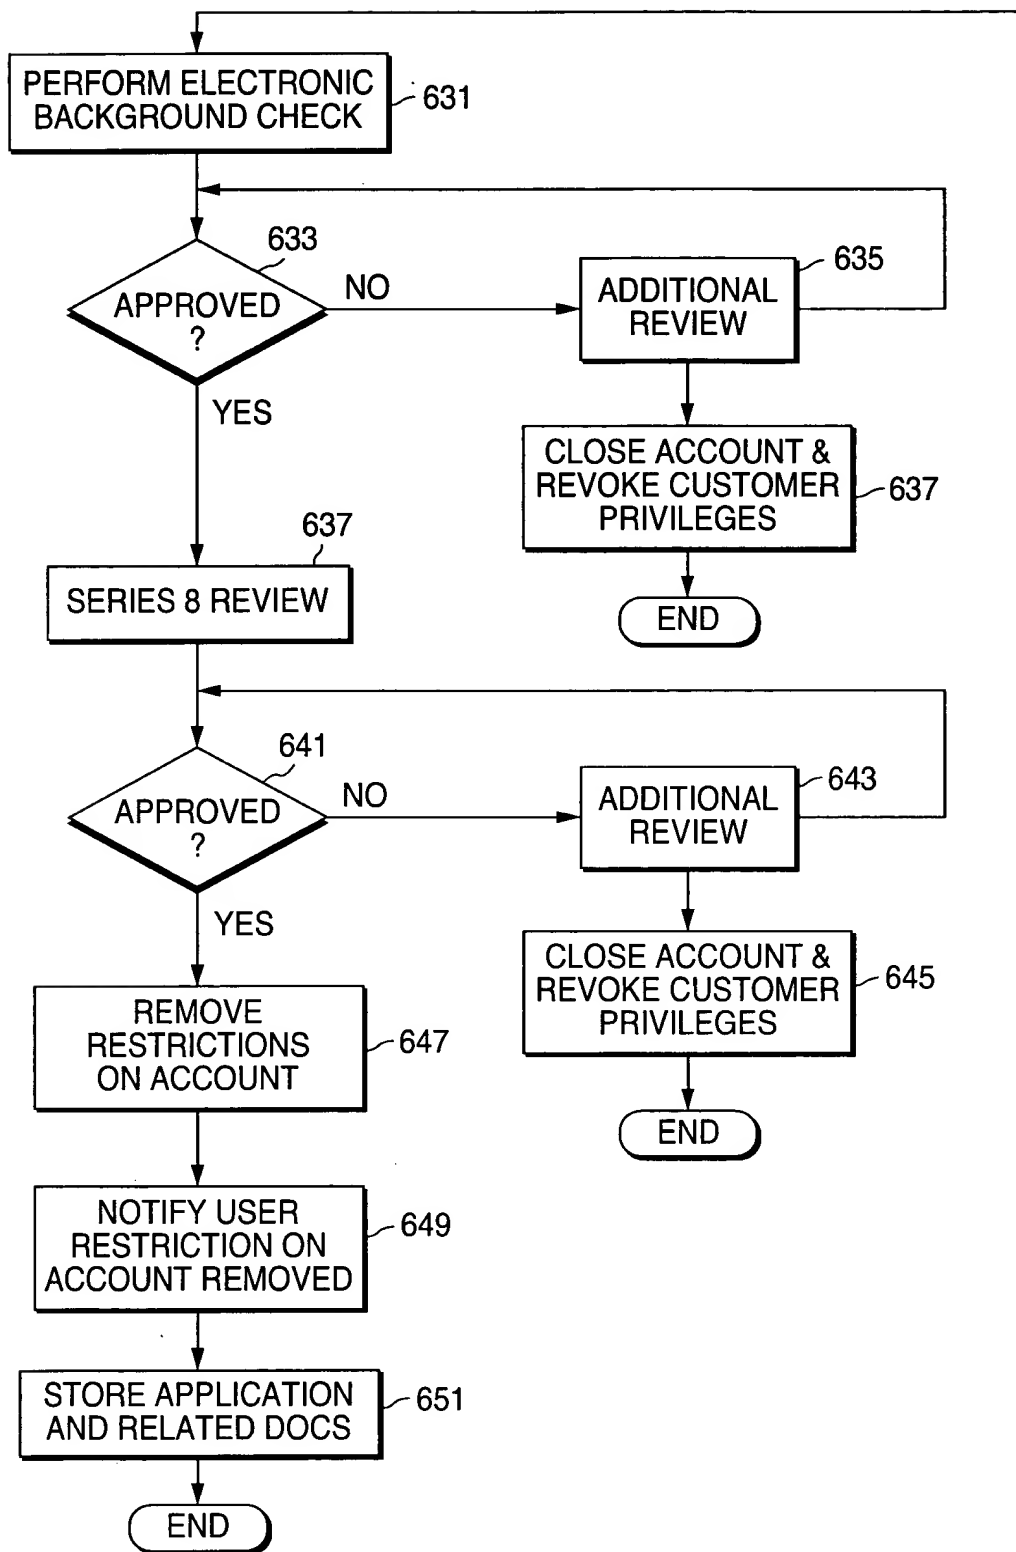 PERFORM ELECTRONIC
BACKGROUND CHECK
631
633
APPROVED
?
NO
YES
635
ADDITIONAL
REVIEW
CLOSE ACCOUNT &
REVOKE CUSTOMER
PRIVILEGES
637
END
637
SERIES 8 REVIEW
641
APPROVED
?
NO
YES
643
ADDITIONAL
REVIEW
CLOSE ACCOUNT &
REVOKE CUSTOMER
PRIVILEGES
645
END
REMOVE
RESTRICTIONS
ON ACCOUNT
647
NOTIFY USER
RESTRICTION ON
ACCOUNT REMOVED
649
STORE APPLICATION
AND RELATED DOCS
651
END